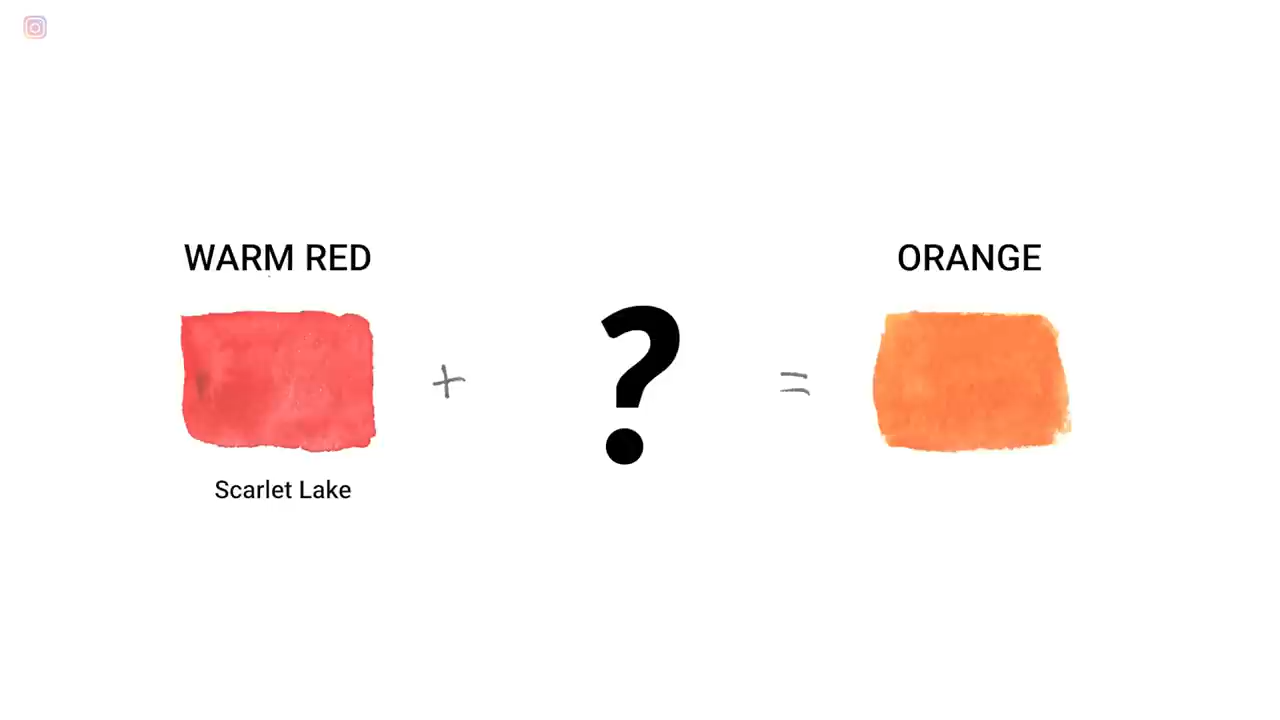 WARM RED
+
?
=
ORANGE
Scarlet Lake